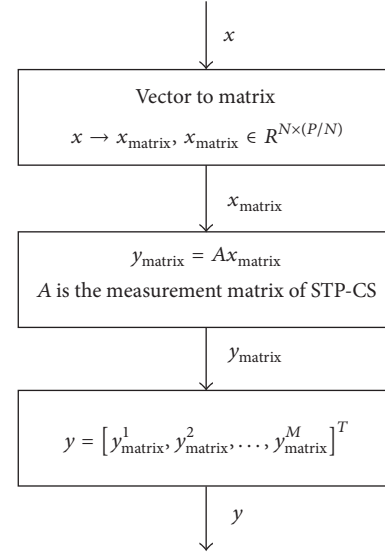 x
Vector to matrix
x → x_matrix, x_matrix ∈ R^{N×(P/N)}
x_matrix
y_matrix = Ax_matrix
A is the measurement matrix of STP-CS
y_matrix
y = [y^1_matrix, y^2_matrix, ..., y^M_matrix]^T
y